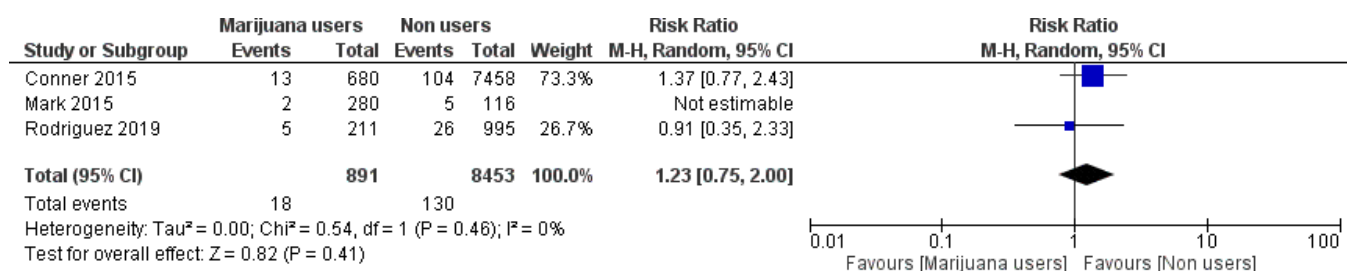 Marijuana users Non users Risk Ratio Risk Ratio
Study or Subgroup Events Total Events Total Weight M-H, Random, 95% CI M-H, Random, 95% CI
Conner 2015 13 680 104 7458 73.3% 1.37 [0.77, 2.43]
Mark 2015 2 280 5 116 Not estimable
Rodriguez 2019 5 211 26 995 26.7% 0.91 [0.35, 2.33]
Total (95% CI) 891 8453 100.0% 1.23 [0.75, 2.00]
Total events 18 130
Heterogeneity: Tau² = 0.00; Chi² = 0.54, df = 1 (P = 0.46); I² = 0%
Test for overall effect: Z = 0.82 (P = 0.41)
0.01 0.1 1 10 100
Favours [Marijuana users] Favours [Non users]